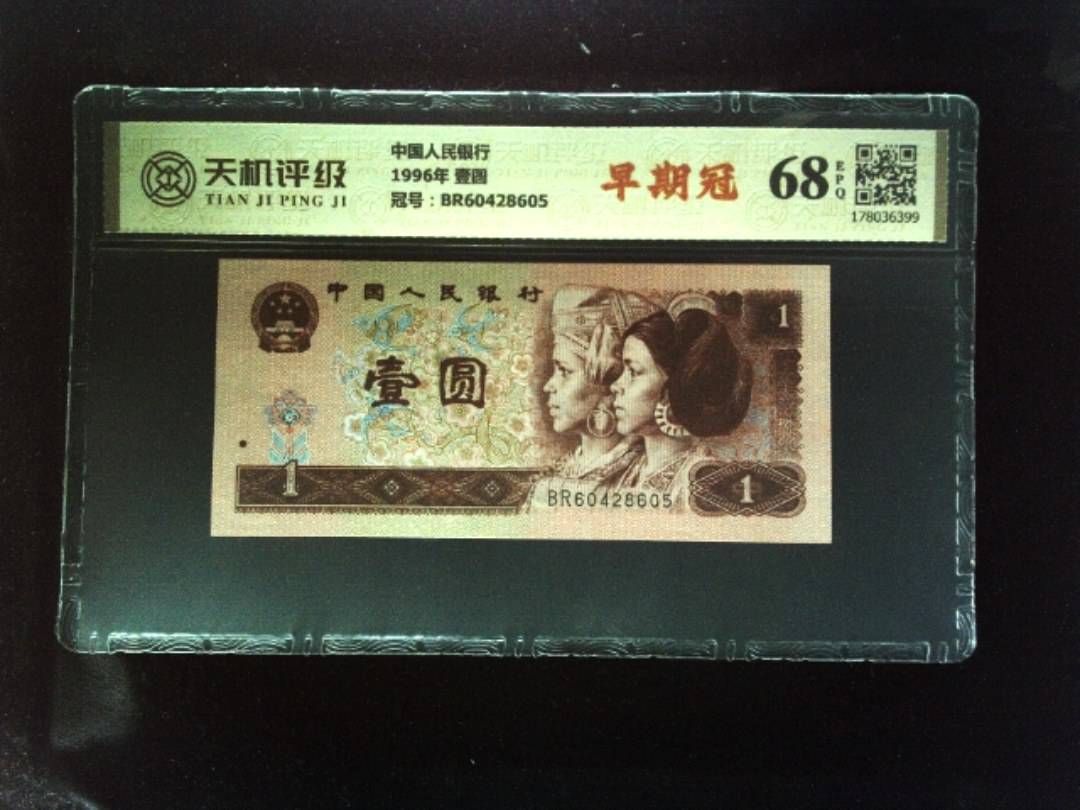 天机评级
TIAN JI PING JI
中国人民银行
1996年 壹圆
冠号：BR60428605
早期冠
68
EPQ
178036399
中国人民银行
壹圆
1
1
BR60428605
1